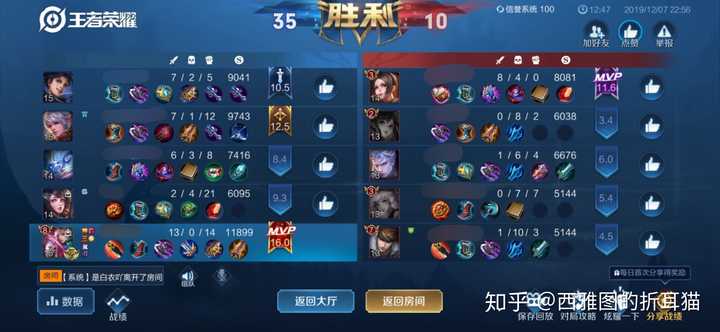 王者荣耀
35 胜利 10
信誉系统 100 12:47 2019/12/07 22:56
加好友 点赞 举报
7 / 2 / 5 9041 10.5
15
7 / 1 / 12 9743 12.5
6 / 3 / 8 7416 8.4
14
2 / 4 / 21 6095 9.3
14
13 / 0 / 14 11899 MVP 16.0
8 / 4 / 0 8081 MVP 11.6
0 / 8 / 2 6038 3.4
1 / 6 / 4 6676 6.0
0 / 7 / 7 5144 5.4
1 / 10 / 3 5144 4.5
房间 【系统】是白衣吖离开了房间
组队
每日首次分享得奖励
数据 战绩 返回大厅 返回房间 保存回放 对局攻略 炫耀一下 分享战绩
知乎 @西雅图的折耳猫